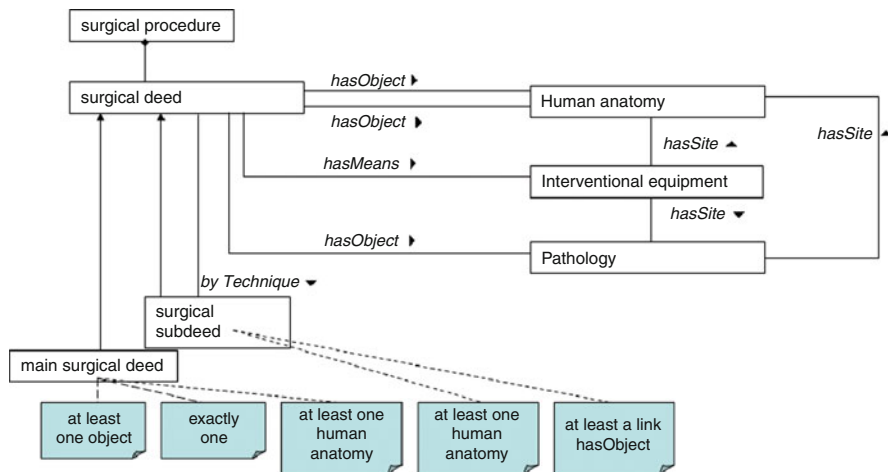 surgical procedure
surgical deed
hasObject
hasObject
Human anatomy
hasSite
hasSite
hasMeans
Interventional equipment
hasSite
hasObject
Pathology
by Technique
surgical
subdeed
main surgical deed
at least
one object
exactly
one
at least one
human
anatomy
at least one
human
anatomy
at least a link
hasObject